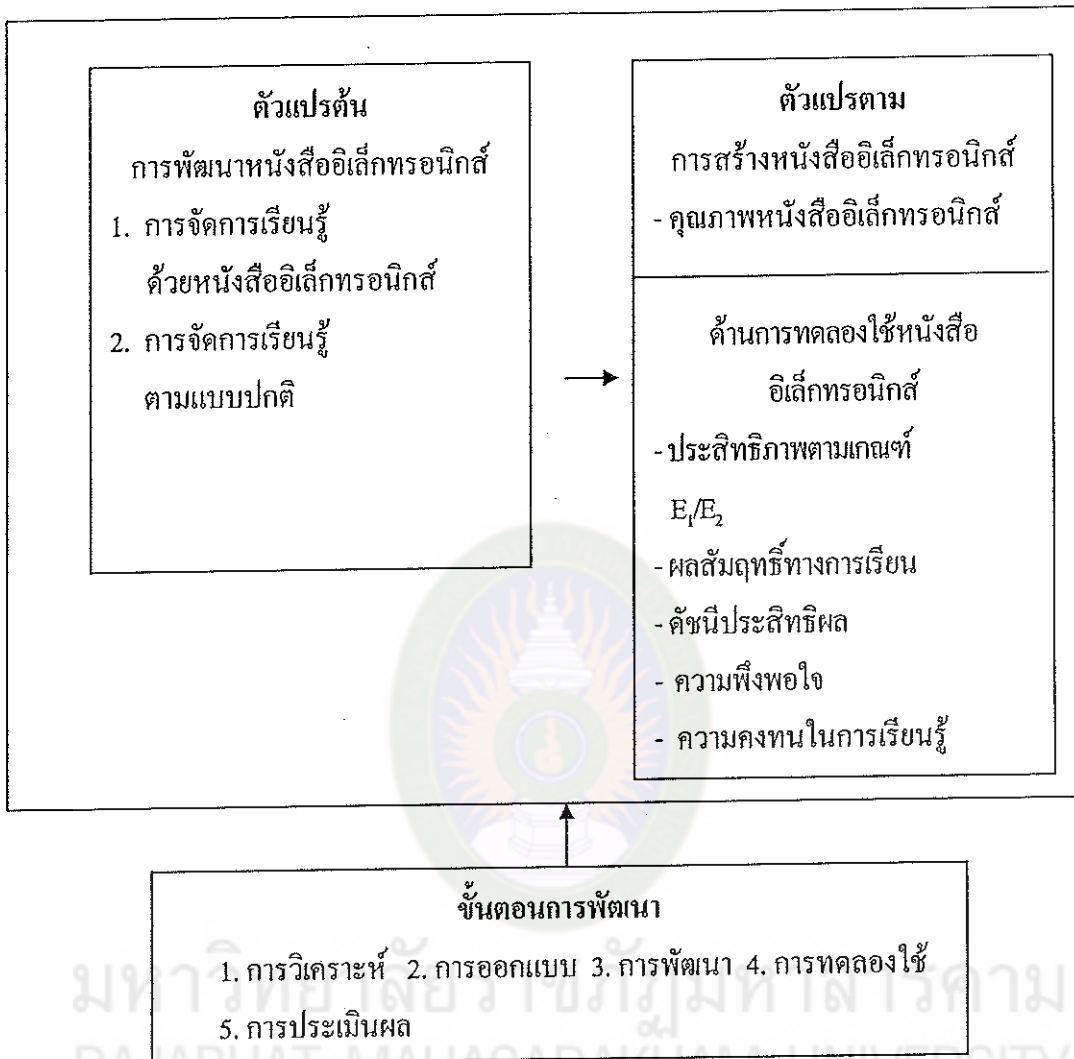 ตัวแปรต้น
การพัฒนาหนังสืออิเล็กทรอนิกส์
1. การจัดการเรียนรู้
ด้วยหนังสืออิเล็กทรอนิกส์
2. การจัดการเรียนรู้
ตามแบบปกติ
ตัวแปรตาม
การสร้างหนังสืออิเล็กทรอนิกส์
- คุณภาพหนังสืออิเล็กทรอนิกส์
ด้านการทดลองใช้หนังสือ
อิเล็กทรอนิกส์
- ประสิทธิภาพตามเกณฑ์
E₁/E₂
- ผลสัมฤทธิ์ทางการเรียน
- ดัชนีประสิทธิผล
- ความพึงพอใจ
- ความคงทนในการเรียนรู้
ขั้นตอนการพัฒนา
1. การวิเคราะห์ 2. การออกแบบ 3. การพัฒนา 4. การทดลองใช้
5. การประเมินผล
มหาวิทยาลัยราชภัฏมหาสารคาม
RAJABHAT MAHASARAKHAM UNIVERSITY